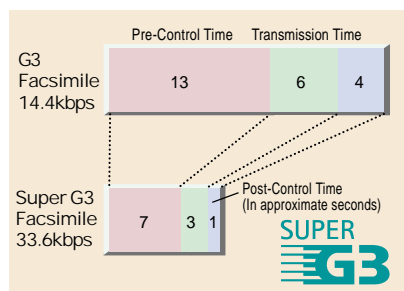 Pre-Control Time Transmission Time
G3
Facsimile
14.4kbps
13 6 4
Post-Control Time
(In approximate seconds)
Super G3
Facsimile
33.6kbps
7 3 1
SUPER
G3